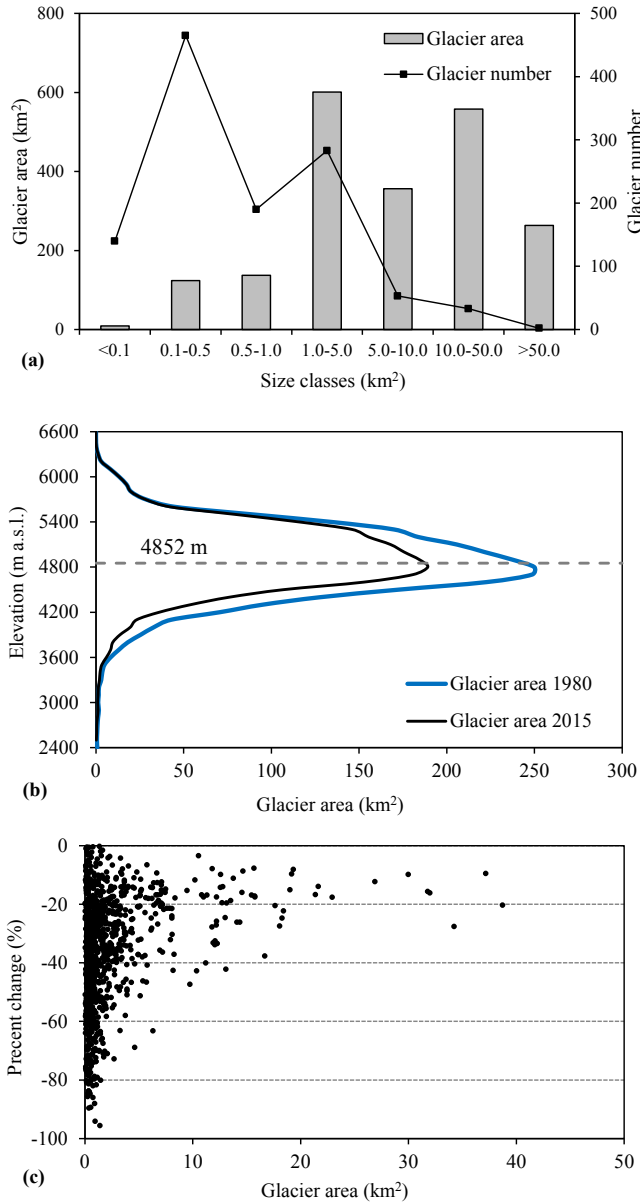 800
600
400
200
0
Glacier area (km²)
500
400
300
200
100
0
Glacier number
Glacier area
Glacier number
<0.1 0.1-0.5 0.5-1.0 1.0-5.0 5.0-10.0 10.0-50.0 >50.0
Size classes (km²)
(a)
6600
6000
5400
4800
4200
3600
3000
2400
Elevation (m a.s.l.)
4852 m
Glacier area 1980
Glacier area 2015
0 50 100 150 200 250 300
Glacier area (km²)
(b)
0
-20
-40
-60
-80
-100
Precent change (%)
0 10 20 30 40 50
Glacier area (km²)
(c)